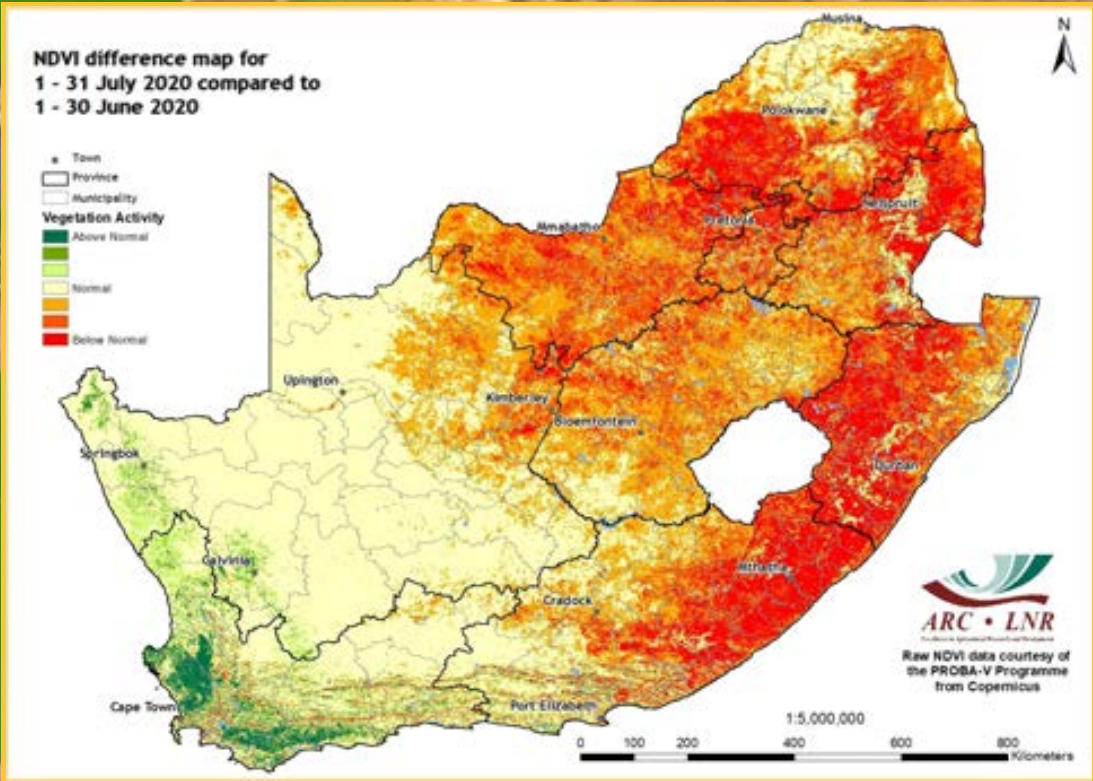 NDVI difference map for
1 - 31 July 2020 compared to
1 - 30 June 2020
Town
Province
Municipality
Vegetation Activity
Above Normal
Normal
Below Normal
N
Musina
Polokwane
Nelspruit
Pretoria
Mmabatho
Upington
Kimberley
Bloemfontein
Springbok
Durban
Calvinia
Mthatha
Cradock
Cape Town
Port Elizabeth
ARC • LNR
Raw NDVI data courtesy of
the PROBA-V Programme
from Copernicus
1:5,000,000
0 100 200 400 600 800
Kilometers